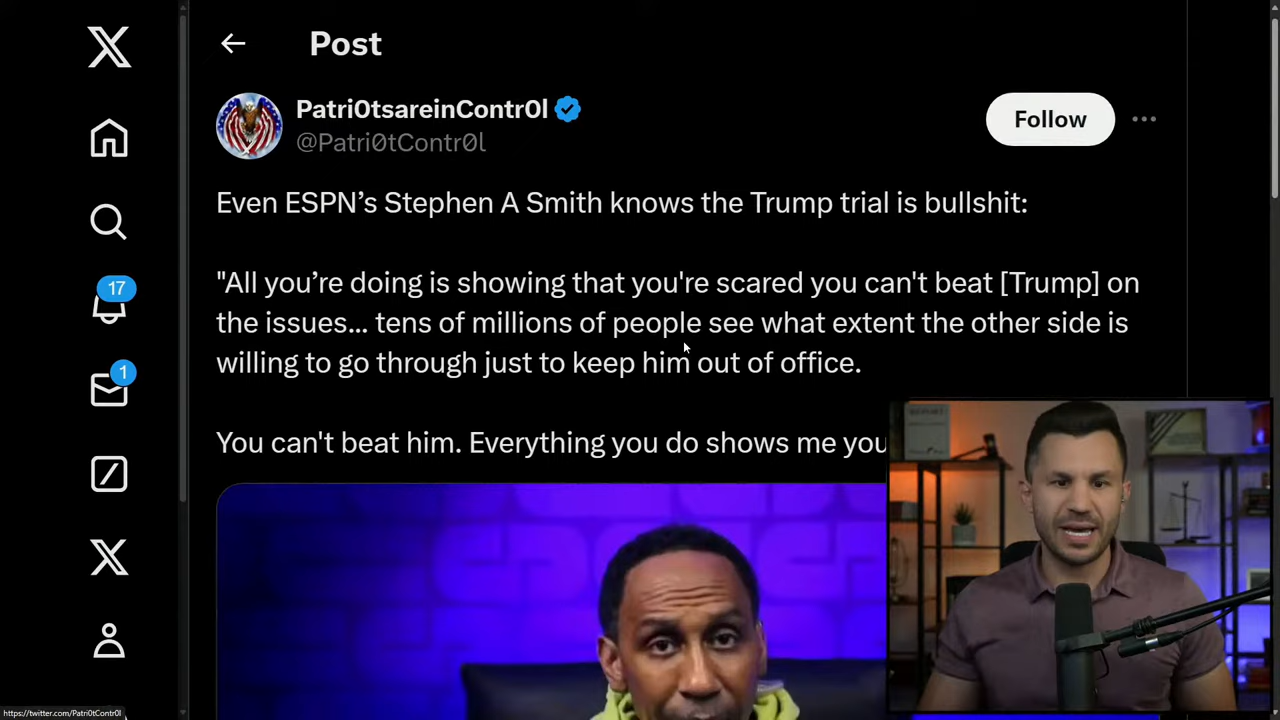 Post
PatriØtsareinContrØl
@PatriØtContrØl
Follow
Even ESPN’s Stephen A Smith knows the Trump trial is bullshit:
"All you’re doing is showing that you're scared you can't beat [Trump] on
the issues... tens of millions of people see what extent the other side is
willing to go through just to keep him out of office.
You can't beat him. Everything you do shows me you
17
1
https://twitter.com/Patri0tContr0l